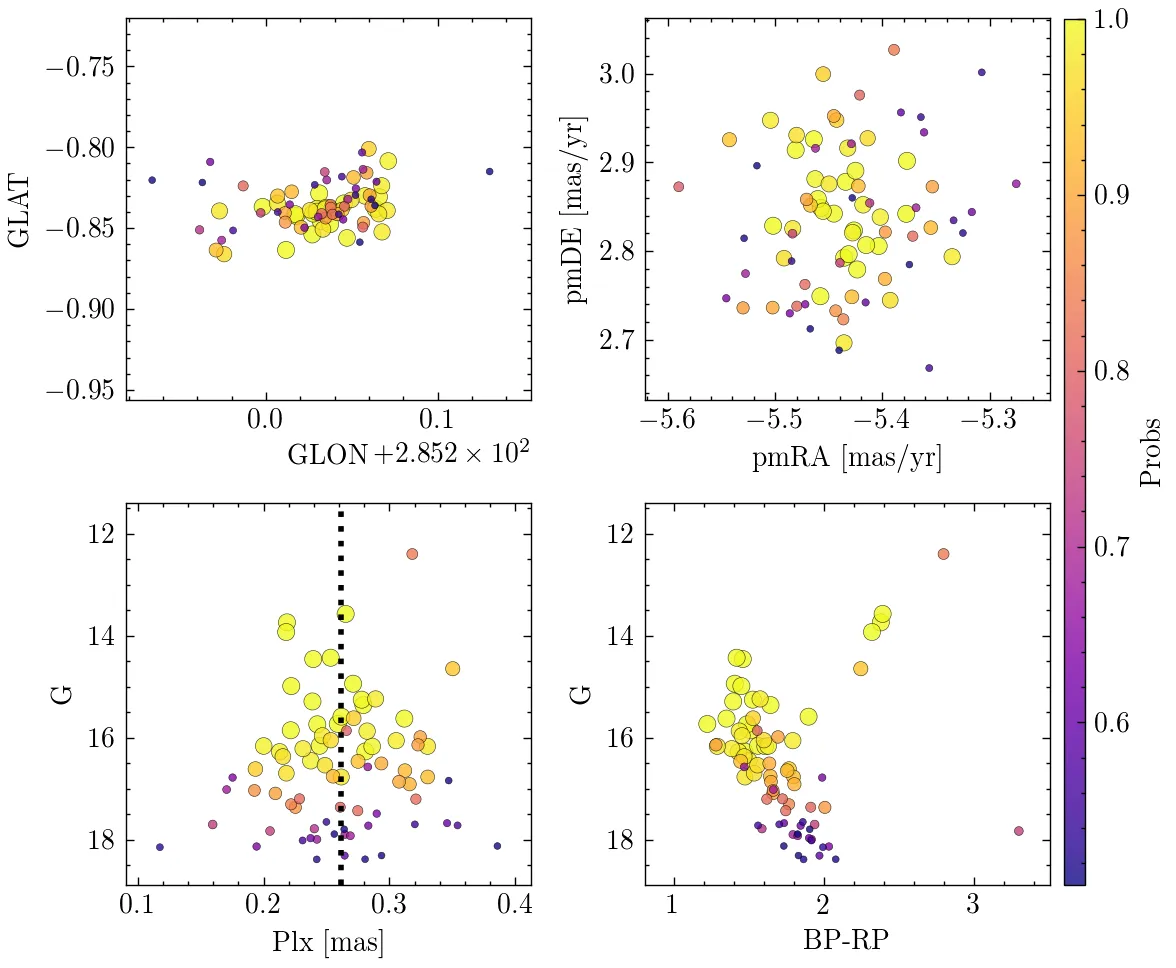 −0.75
−0.80
−0.85
−0.90
−0.95
GLAT
0.0 0.1
GLON +2.852 × 10²
3.0
2.9
2.8
2.7
pmDE [mas/yr]
−5.6 −5.5 −5.4 −5.3
pmRA [mas/yr]
1.0
0.9
0.8
0.7
0.6
Probs
12
14
16
18
G
0.1 0.2 0.3 0.4
Plx [mas]
12
14
16
18
G
1 2 3
BP-RP